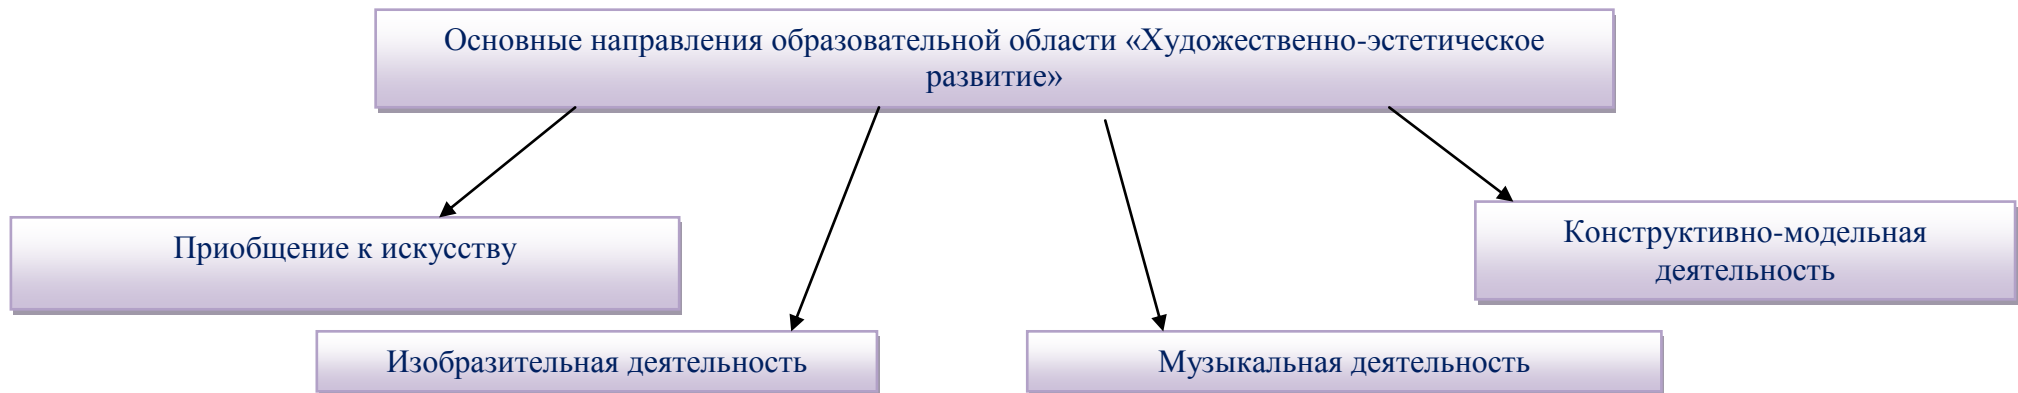 Основные направления образовательной области «Художественно-эстетическое
развитие»
Приобщение к искусству
Конструктивно-модельная
деятельность
Изобразительная деятельность
Музыкальная деятельность